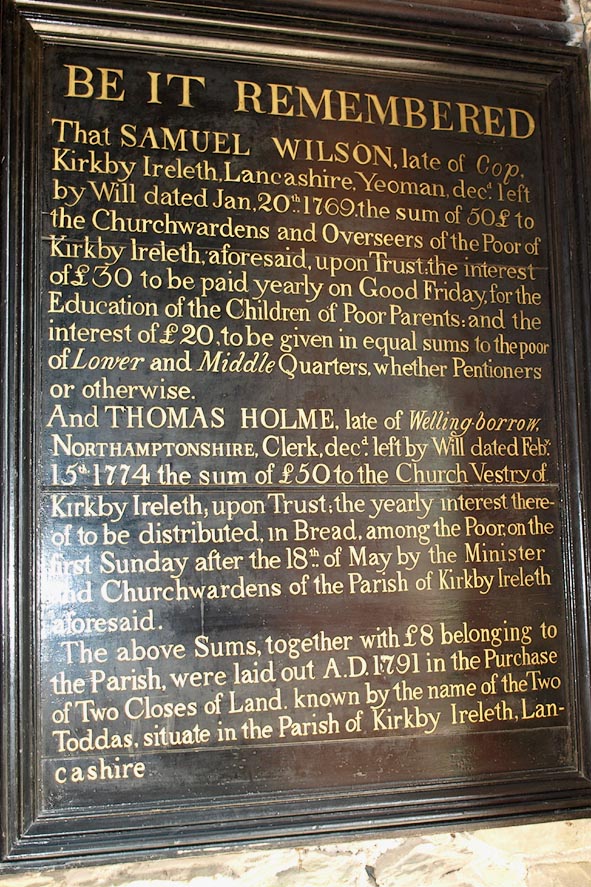 BE IT REMEMBERED
That SAMUEL WILSON, late of Gop,
Kirkby Ireleth, Lancashire, Yeoman, decd. left
by Will dated Jan. 20th. 1769. the sum of 50£ to
the Churchwardens and Overseers of the Poor of
Kirkby Ireleth, aforesaid, upon Trust: the interest
of £30 to be paid yearly on Good Friday, for the
Education of the Children of Poor Parents: and the
interest of £20, to be given in equal sums to the poor
of Lower and Middle Quarters, whether Pentioners
or otherwise.
And THOMAS HOLME, late of Welling-borrow,
NORTHAMPTONSHIRE, Clerk, decd. left by Will dated Feby.
15th. 1774 the sum of £50 to the Church Vestry of
Kirkby Ireleth, upon Trust: the yearly interest there-
of to be distributed, in Bread, among the Poor, on the
first Sunday after the 18th. of May by the Minister
and Churchwardens of the Parish of Kirkby Ireleth
aforesaid.
The above Sums, together with £8 belonging to
the Parish, were laid out A.D. 1791 in the Purchase
of Two Closes of Land. known by the name of the Two
Toddas, situate in the Parish of Kirkby Ireleth, Lan-
cashire